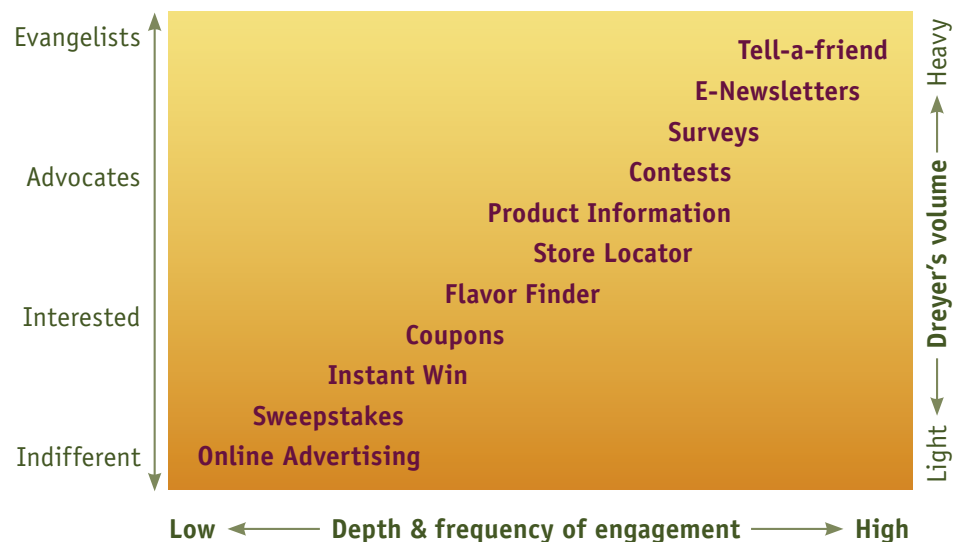 Evangelists
Tell-a-friend
E-Newsletters
Surveys
Advocates
Contests
Product Information
Store Locator
Flavor Finder
Interested
Coupons
Instant Win
Sweepstakes
Indifferent
Online Advertising
Heavy
Dreyer's volume
Light
Low
Depth & frequency of engagement
High